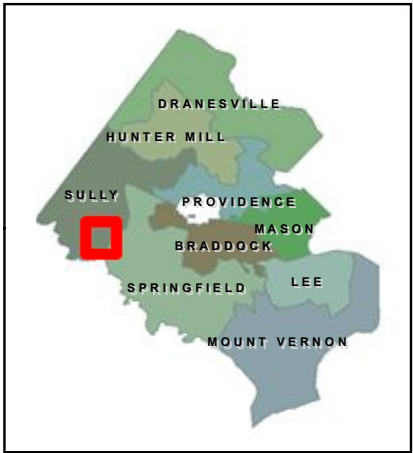 DRANESVILLE
HUNTER MILL
SULLY
PROVIDENCE
MASON
BRADDOCK
LEE
SPRINGFIELD
MOUNT VERNON